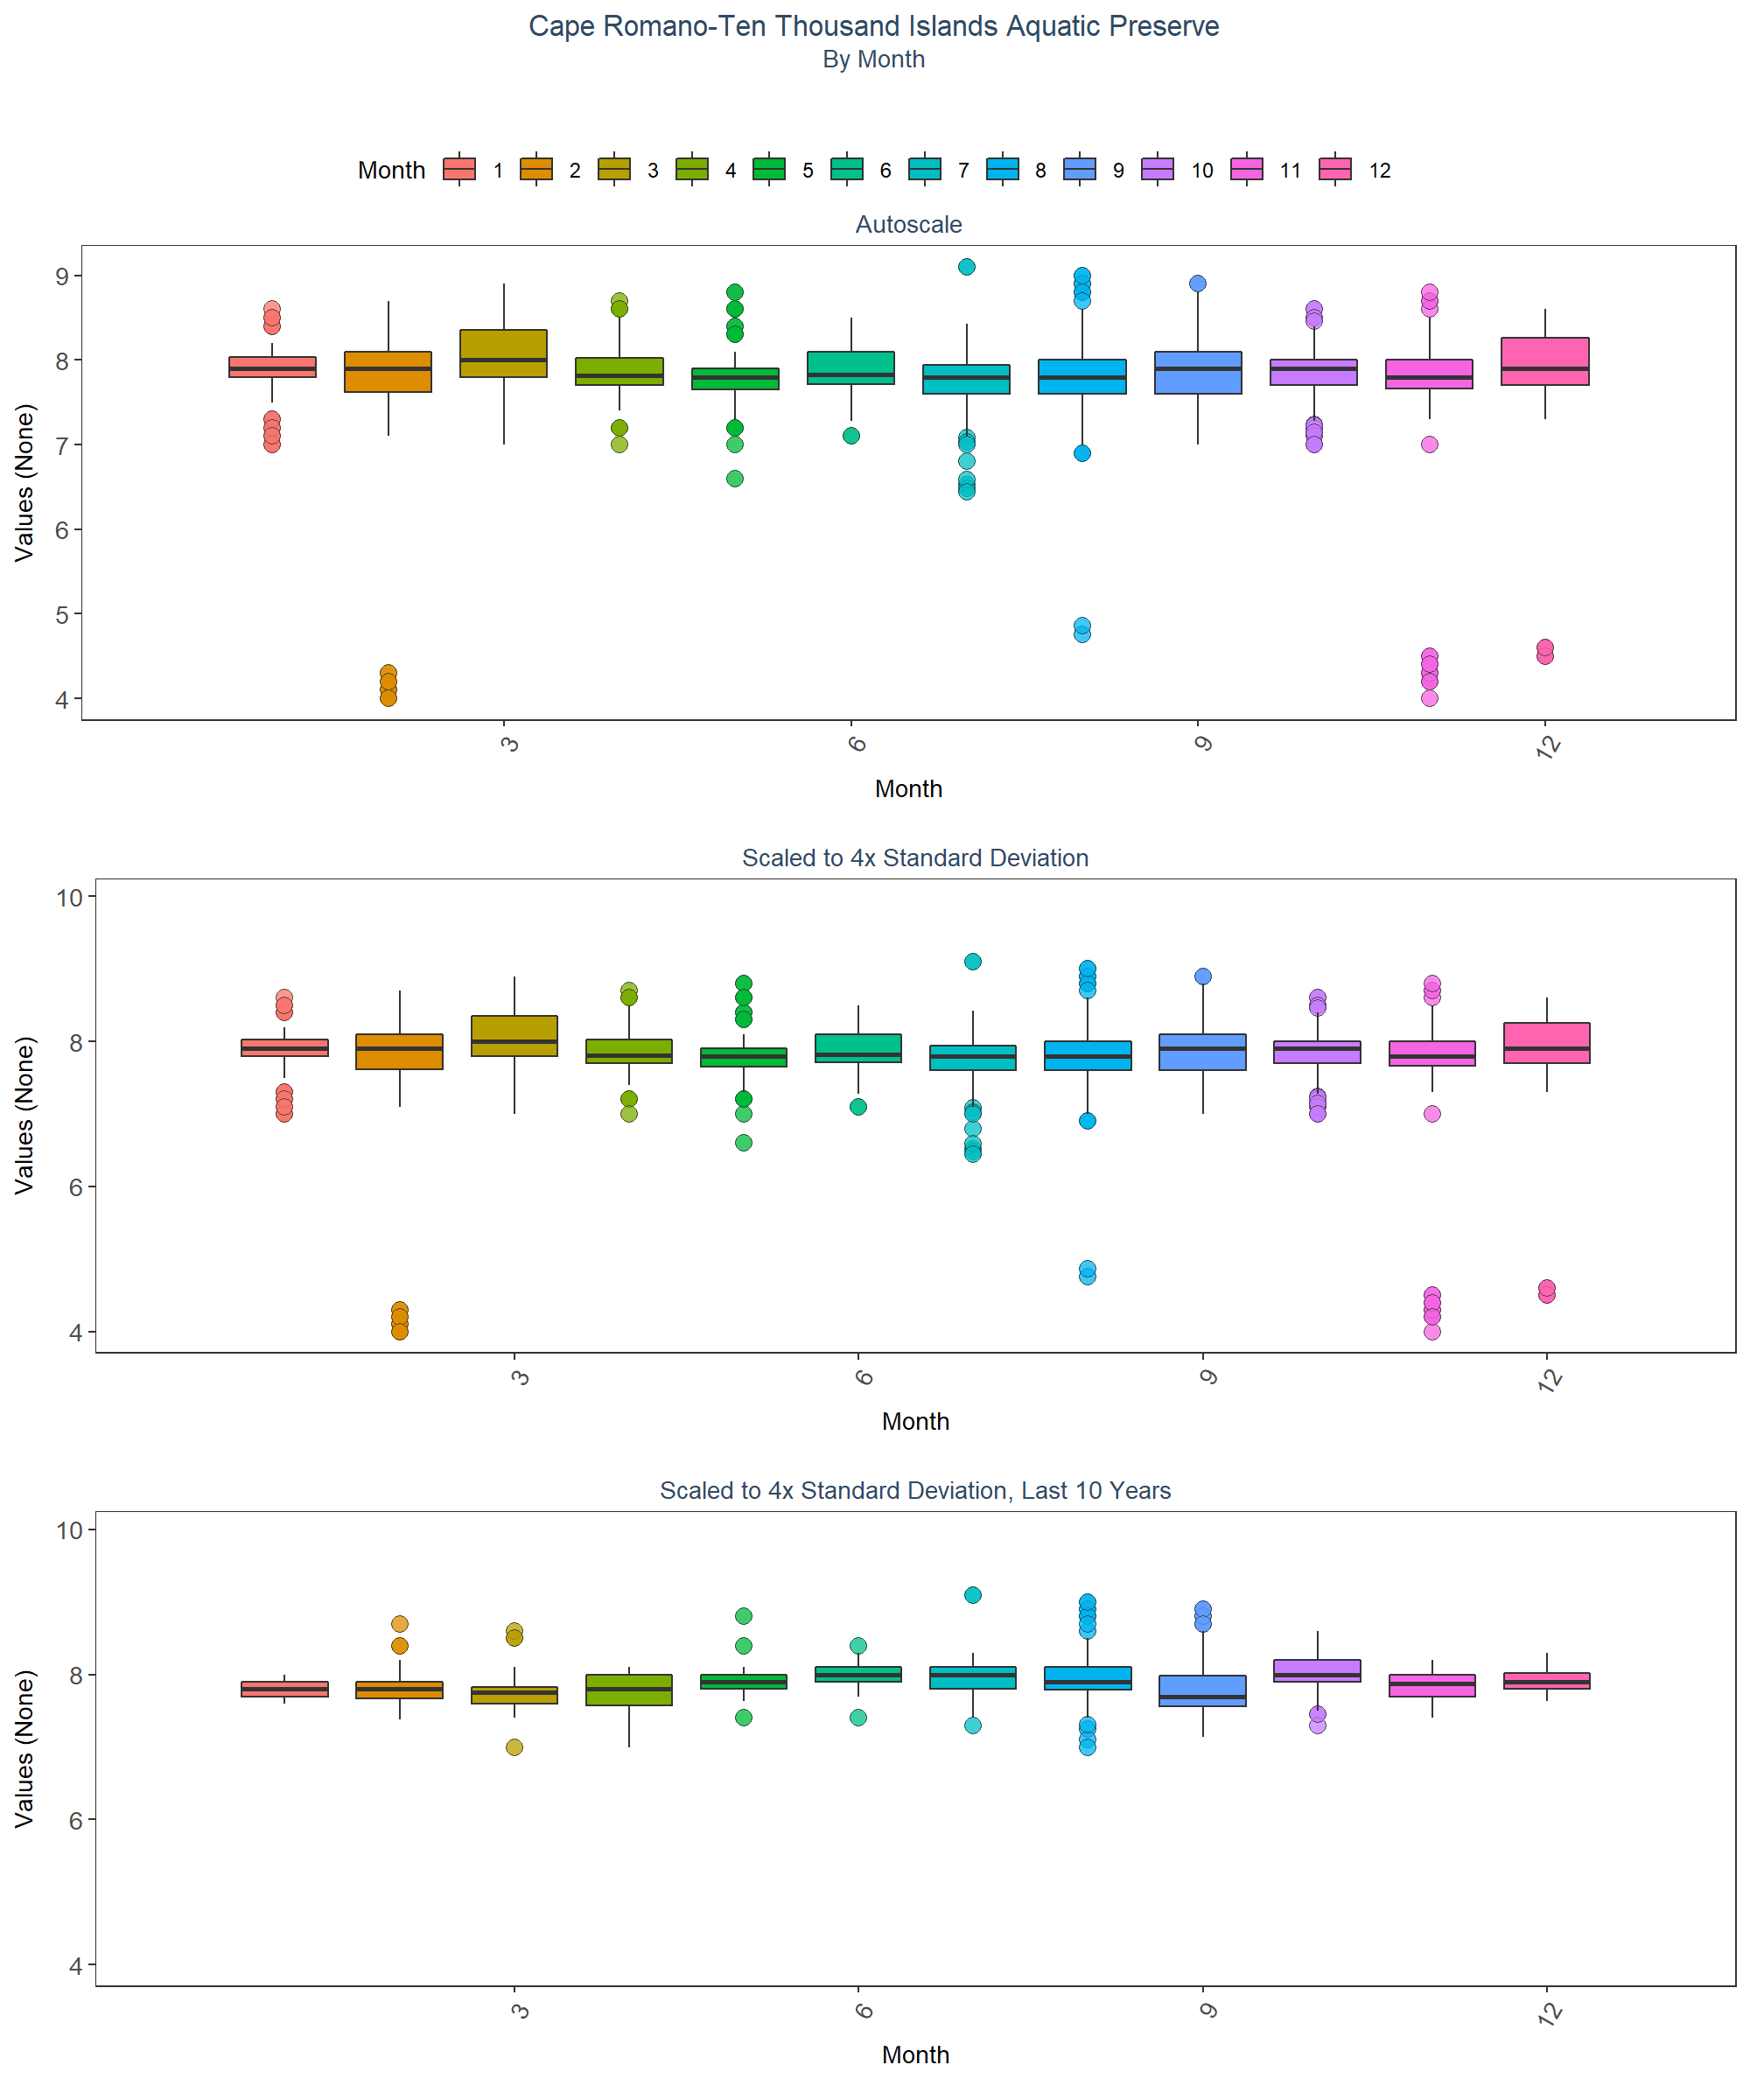 Cape Romano-Ten Thousand Islands Aquatic Preserve
By Month
Month 1 2 3 4 5 6 7 8 9 10 11 12
Autoscale
Values (None)
9
8
7
6
5
4
3 6 9 12
Month
Scaled to 4x Standard Deviation
Values (None)
10
8
6
4
3 6 9 12
Month
Scaled to 4x Standard Deviation, Last 10 Years
Values (None)
10
8
6
4
3 6 9 12
Month